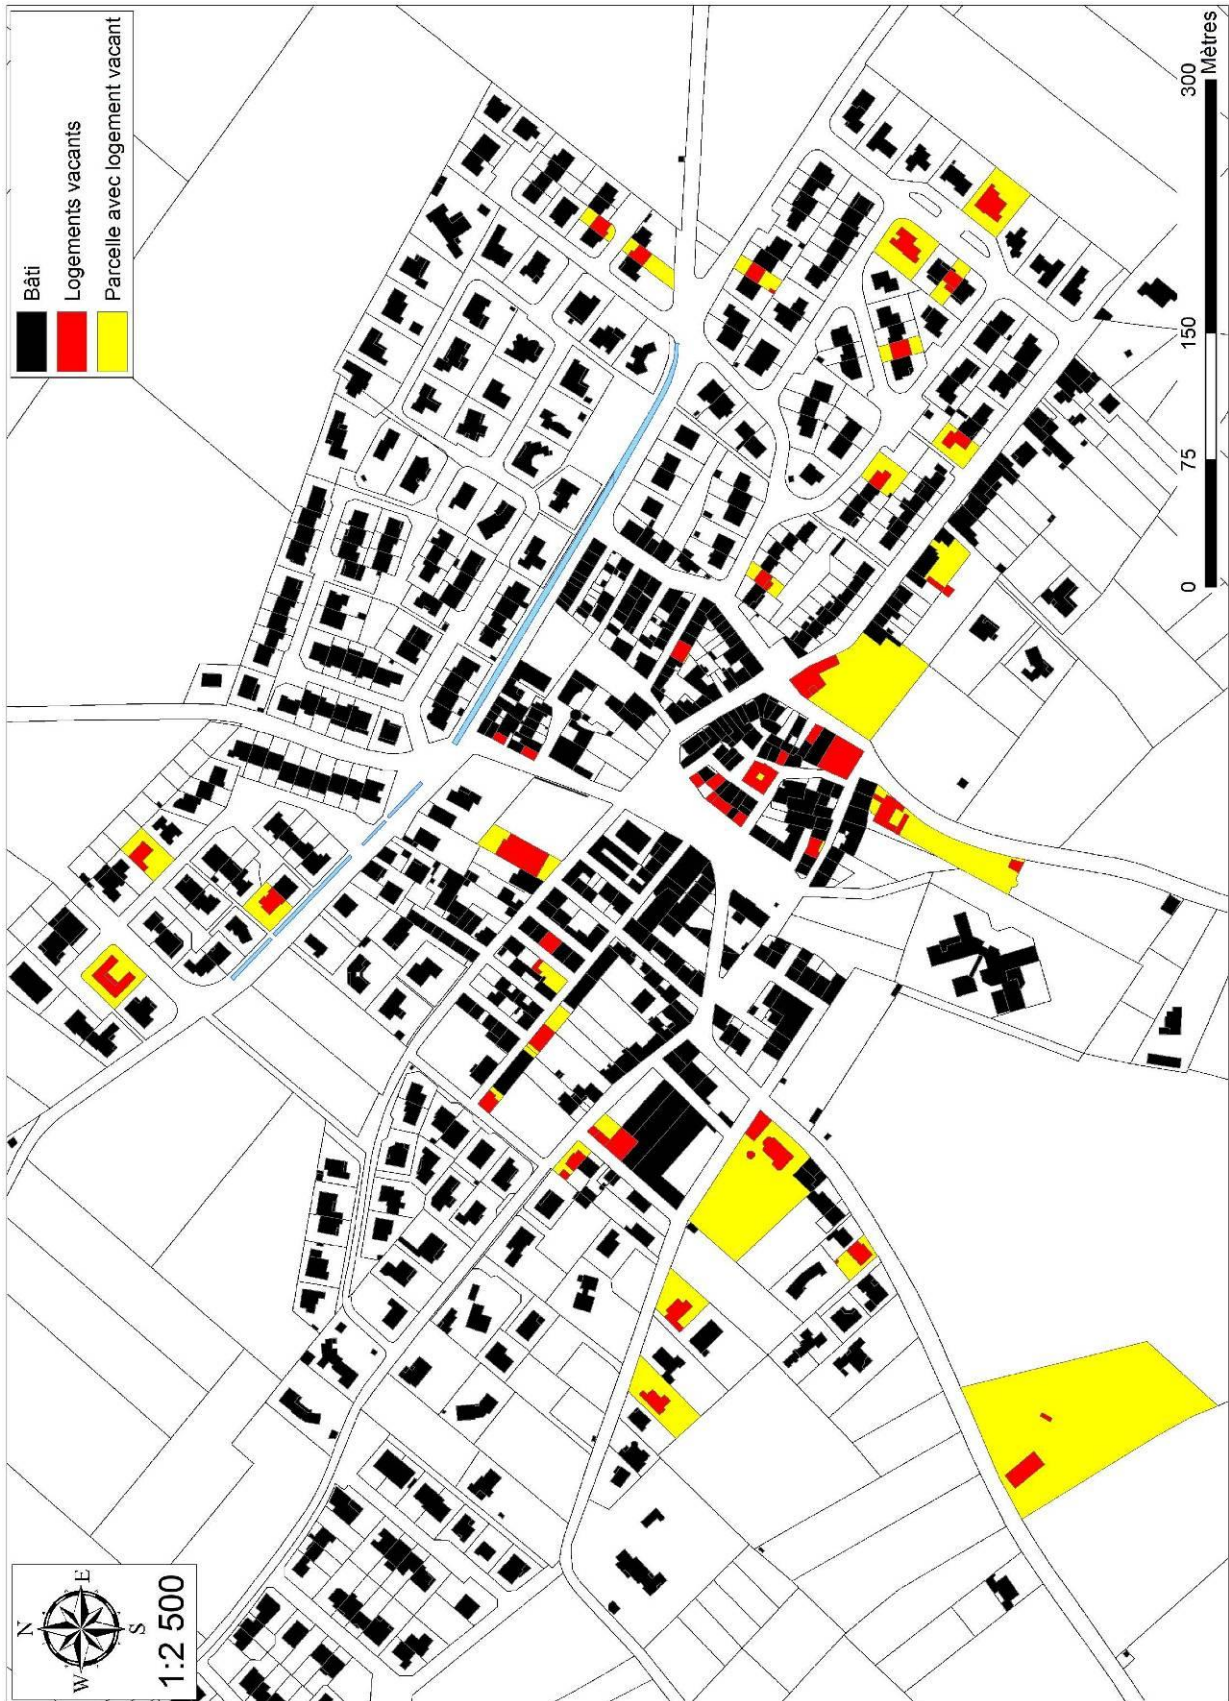 Bâti
Logements vacants
Parcelle avec logement vacant
0 75 150 300
Mètres
N
W E
S
1:2 500